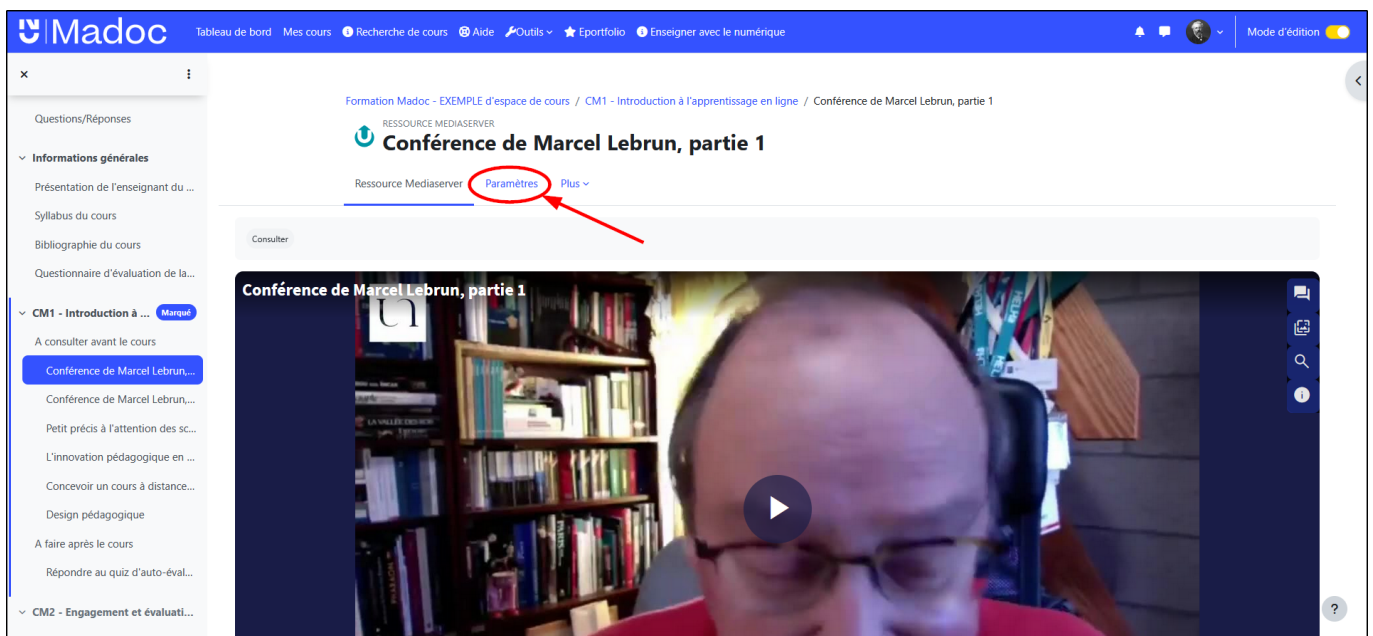 Madoc
Tableau de bord Mes cours Recherche de cours Aide Outils Eportfolio Enseigner avec le numérique Mode d'édition
Questions/Réponses
Informations générales
Présentation de l'enseignant du ...
Syllabus du cours
Bibliographie du cours
Questionnaire d'évaluation de la...
CM1 - Introduction à ... Marqué
A consulter avant le cours
Conférence de Marcel Lebrun,...
Conférence de Marcel Lebrun,...
Petit précis à l'attention des sc...
L'innovation pédagogique en ...
Concevoir un cours à distance...
Design pédagogique
A faire après le cours
Répondre au quiz d'auto-éval...
CM2 - Engagement et évaluati...
Formation Madoc - EXEMPLE d'espace de cours / CM1 - Introduction à l'apprentissage en ligne / Conférence de Marcel Lebrun, partie 1
RESSOURCE MEDIASERVER
Conférence de Marcel Lebrun, partie 1
Ressource Mediaserver Paramètres Plus
Consulter
Conférence de Marcel Lebrun, partie 1
LA VALLÉE DES ROIS
?